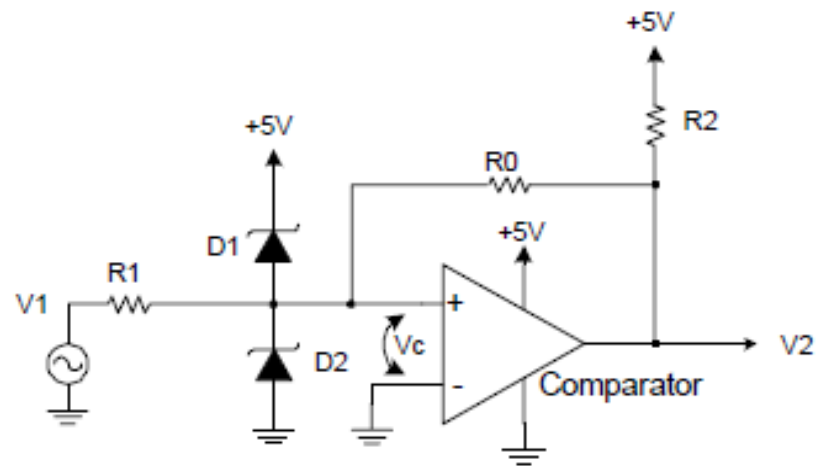 +5V
R2
+5V
R0
+5V
D1
R1
V1
+
Vc
D2
-
V2
Comparator